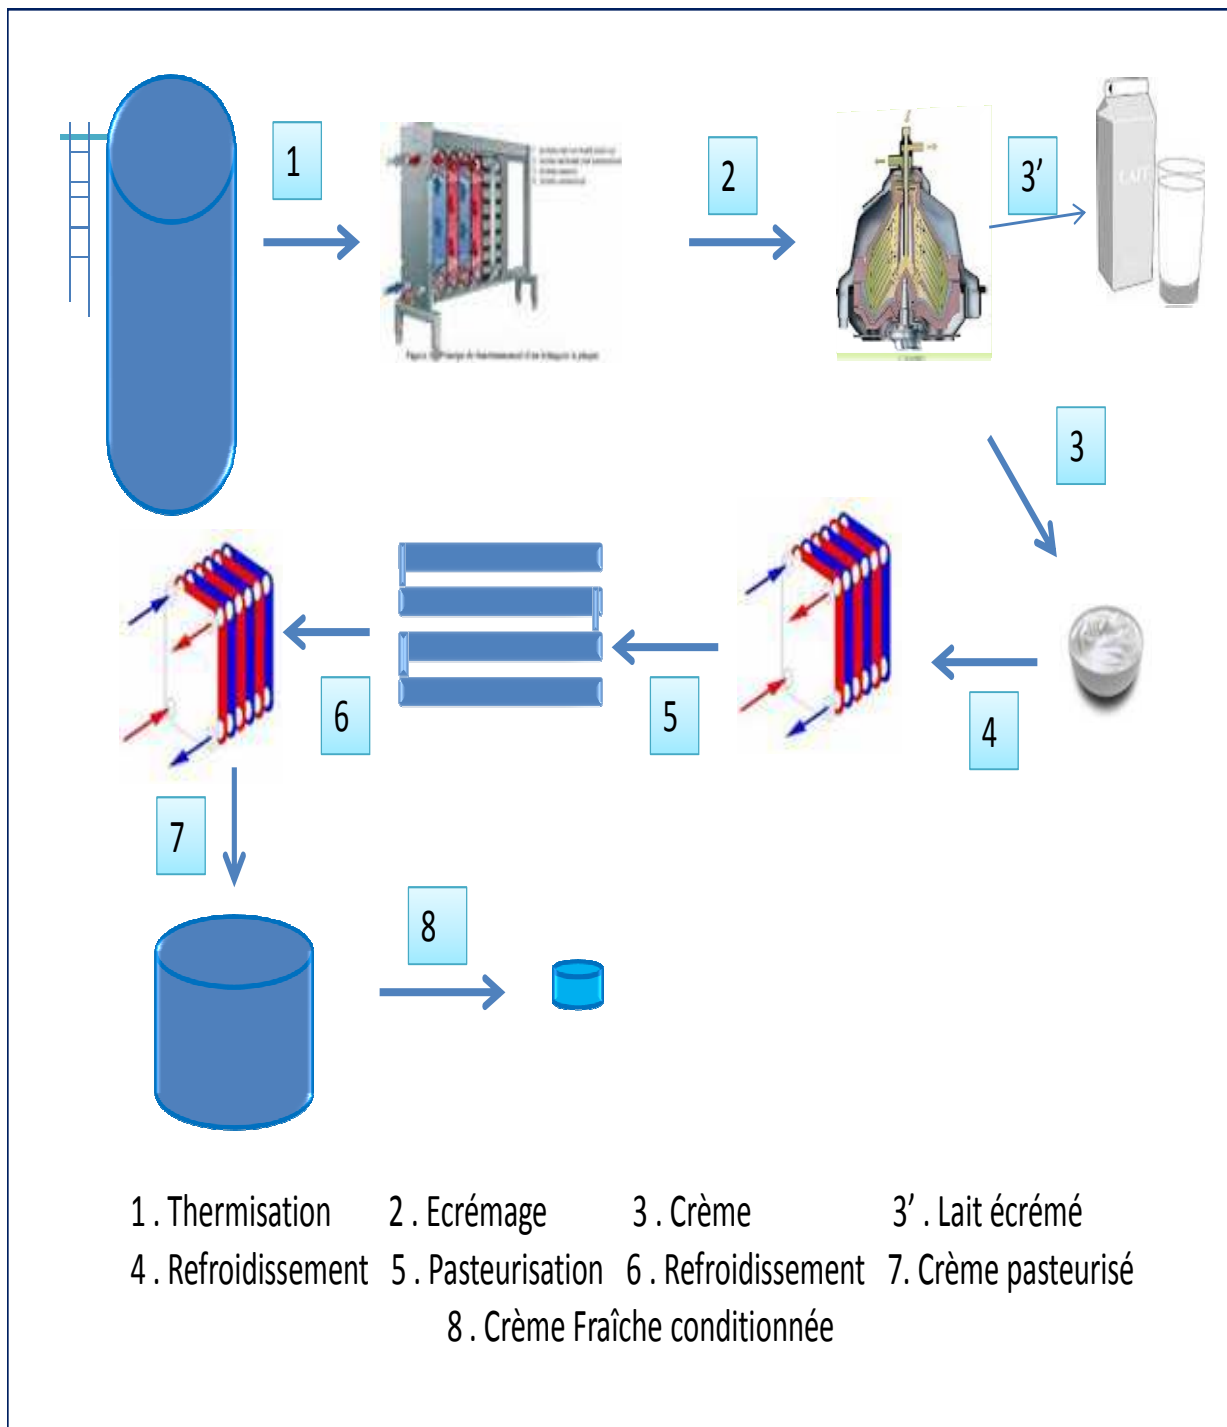 1
2
3’
LAIT
3
4
5
6
7
8
1 . Thermisation 2 . Ecrémage 3 . Crème 3’ . Lait écrémé
4 . Refroidissement 5 . Pasteurisation 6 . Refroidissement 7. Crème pasteurisé
8 . Crème Fraîche conditionnée